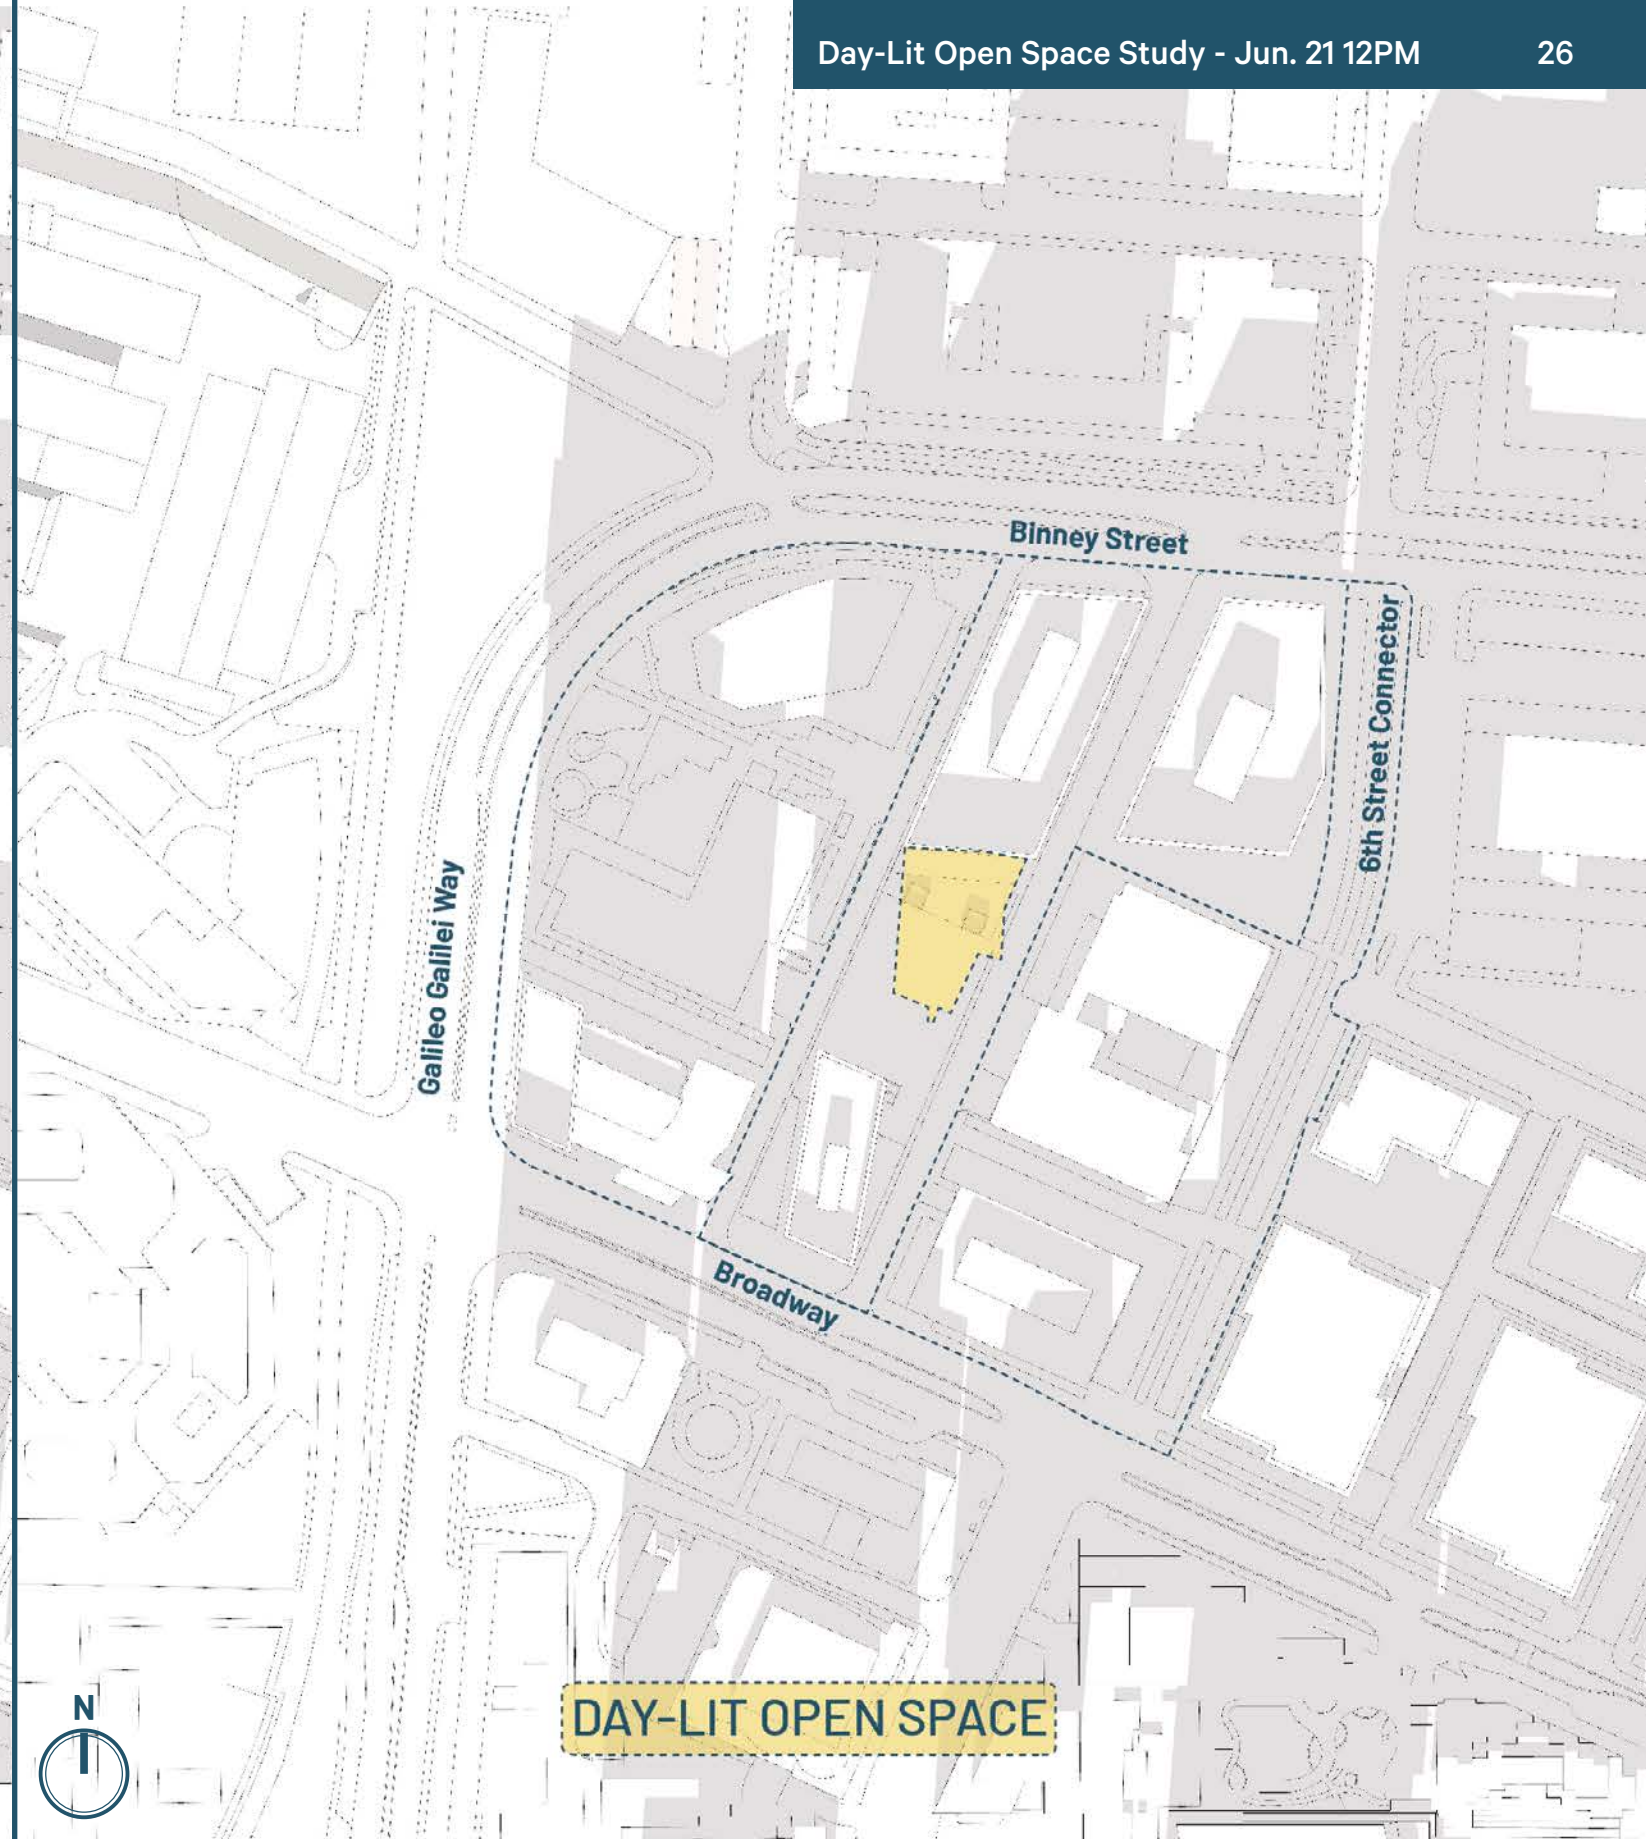 Day-Lit Open Space Study - Jun. 21 12PM
26
Binney Street
6th Street Connector
Galileo Galilei Way
Broadway
DAY-LIT OPEN SPACE
N